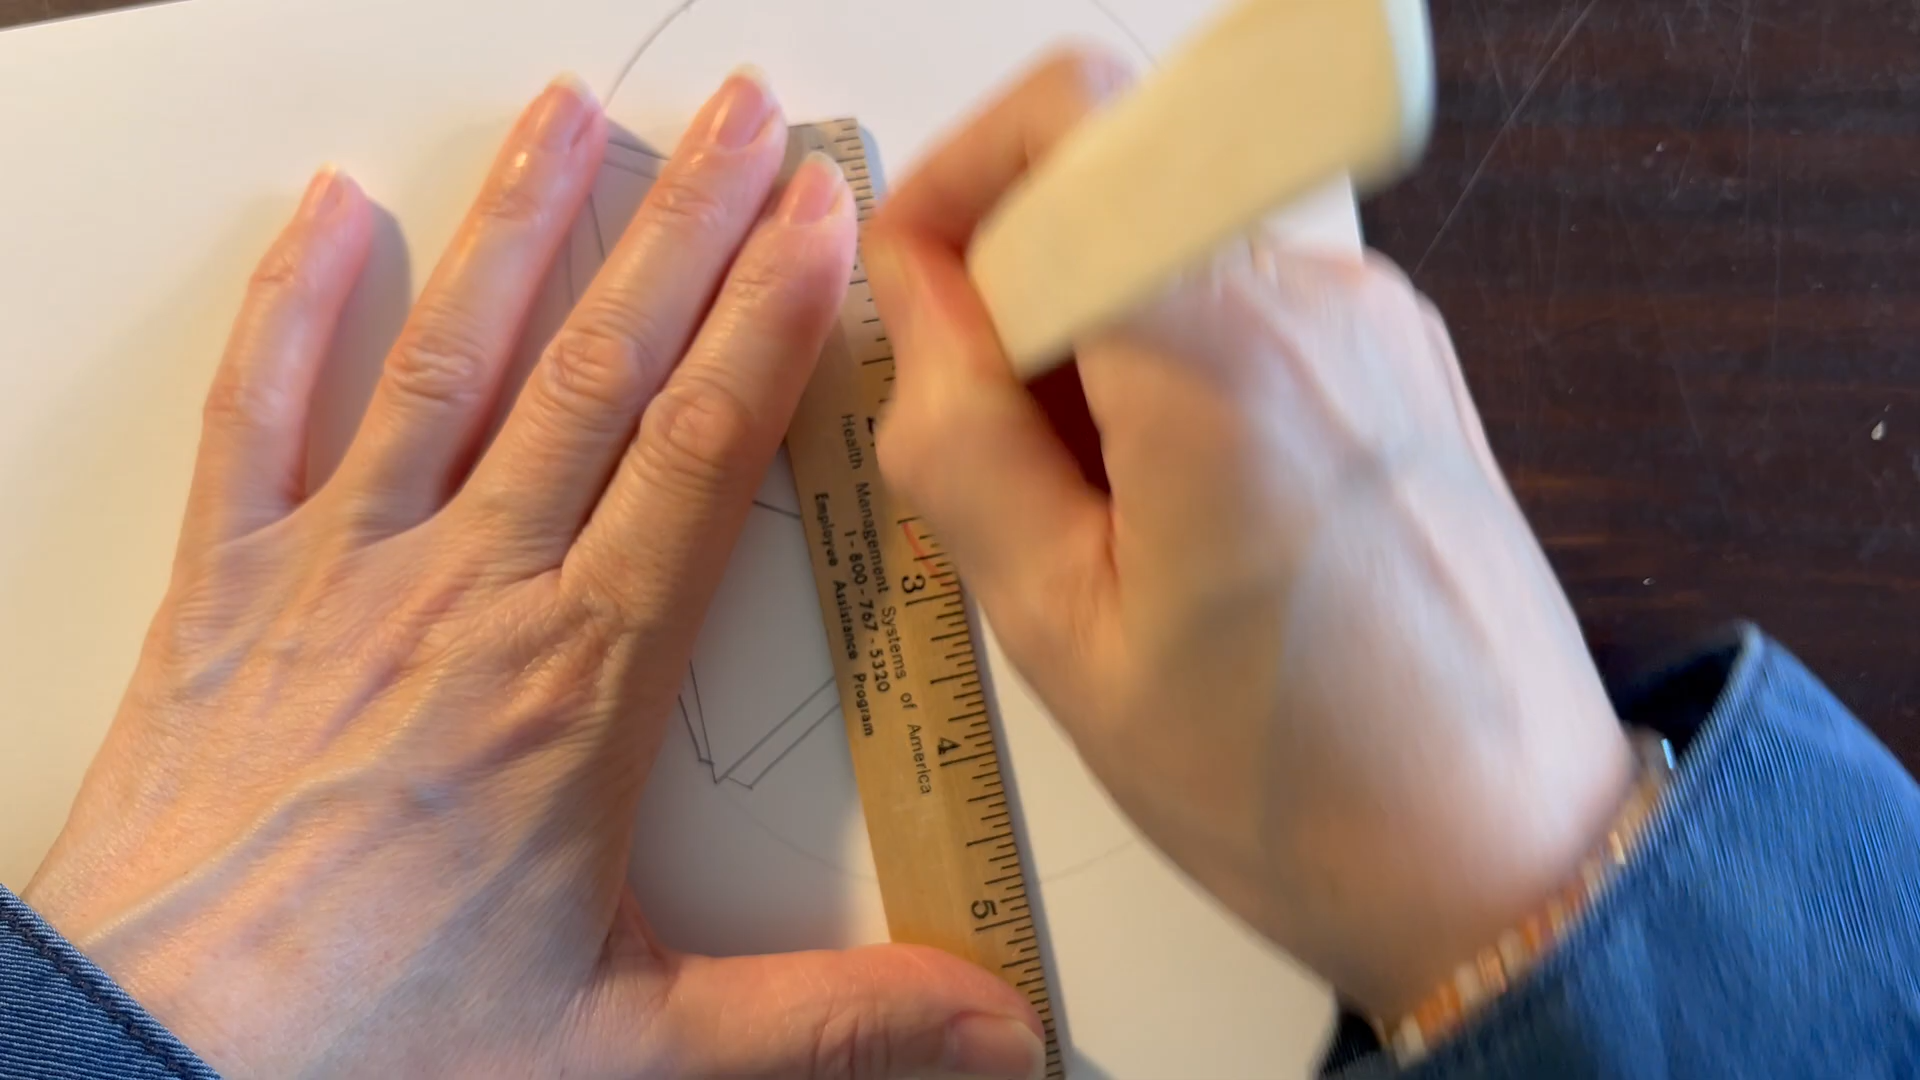 Health Management Systems of America
1-800-767-5320
Employee Assistance Program
3
4
5